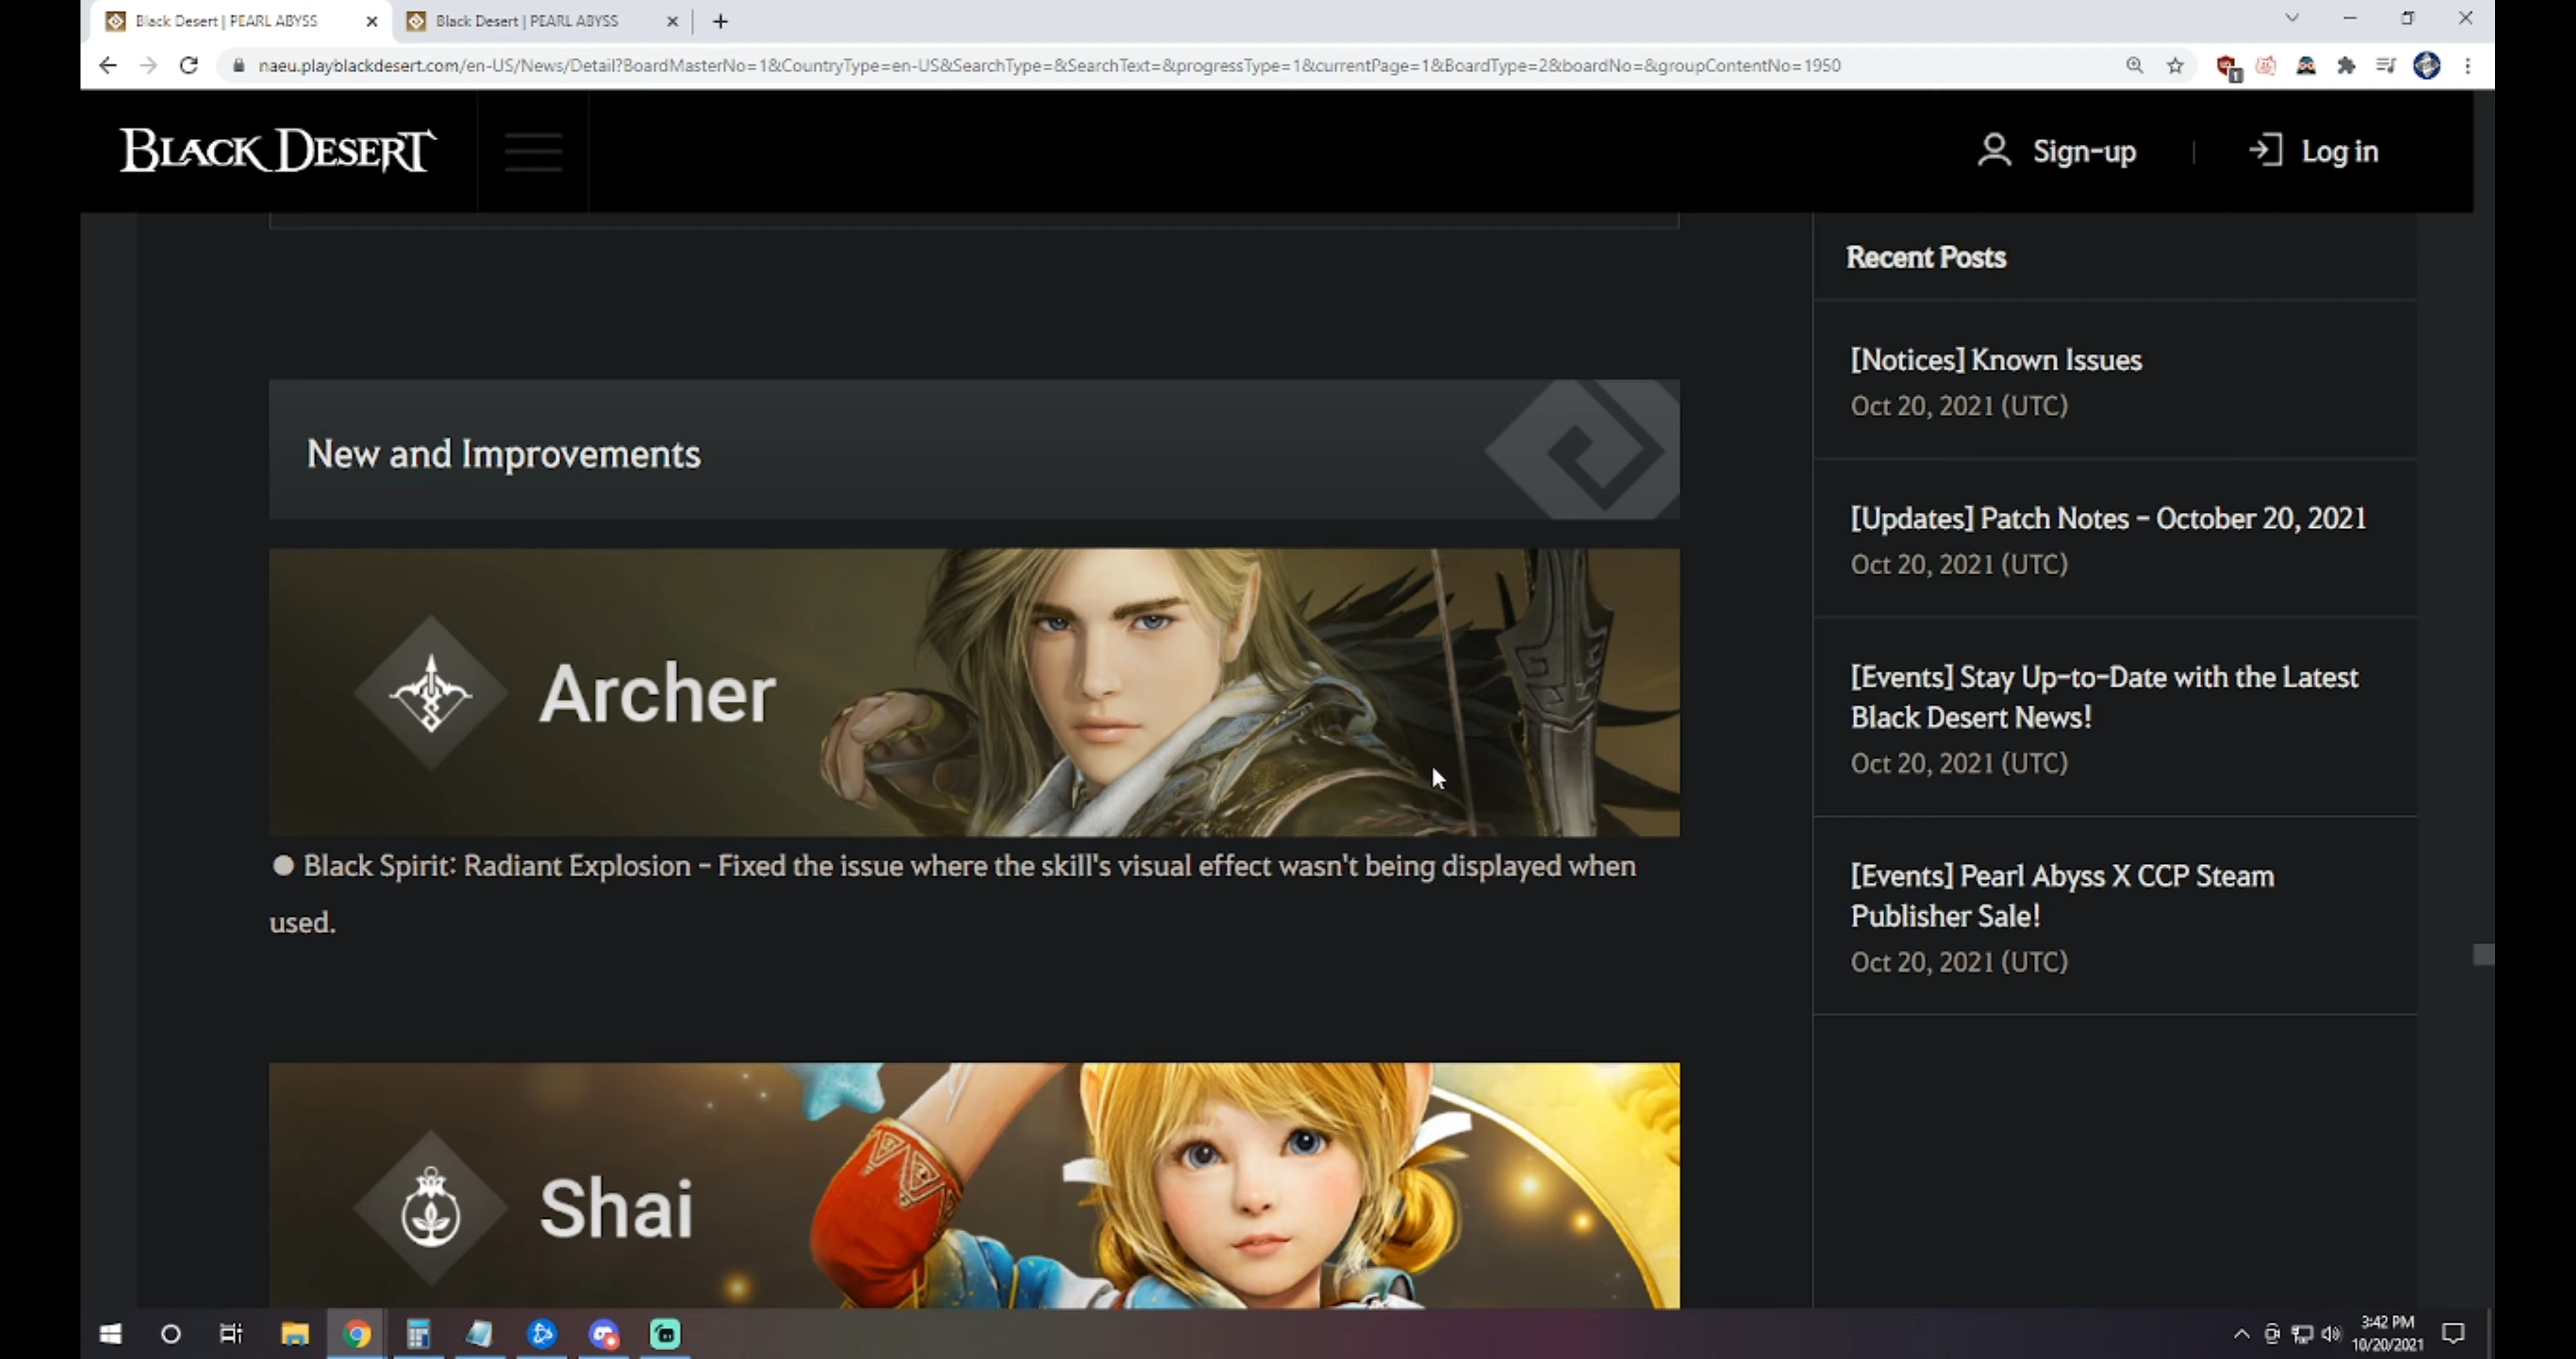 Black Desert | PEARL ABYSS
Black Desert | PEARL ABYSS
naeu.playblackdesert.com/en-US/News/Detail?BoardMasterNo=1&CountryType=en-US&SearchType=&SearchText=&progressType=1&currentPage=1&BoardType=2&boardNo=&groupContentNo=1950
1
BLACK DESERT
Sign-up
Log in
New and Improvements
Archer
● Black Spirit: Radiant Explosion - Fixed the issue where the skill's visual effect wasn't being displayed when
used.
Shai
Recent Posts
[Notices] Known Issues
Oct 20, 2021 (UTC)
[Updates] Patch Notes - October 20, 2021
Oct 20, 2021 (UTC)
[Events] Stay Up-to-Date with the Latest
Black Desert News!
Oct 20, 2021 (UTC)
[Events] Pearl Abyss X CCP Steam
Publisher Sale!
Oct 20, 2021 (UTC)
3:42 PM
10/20/2021